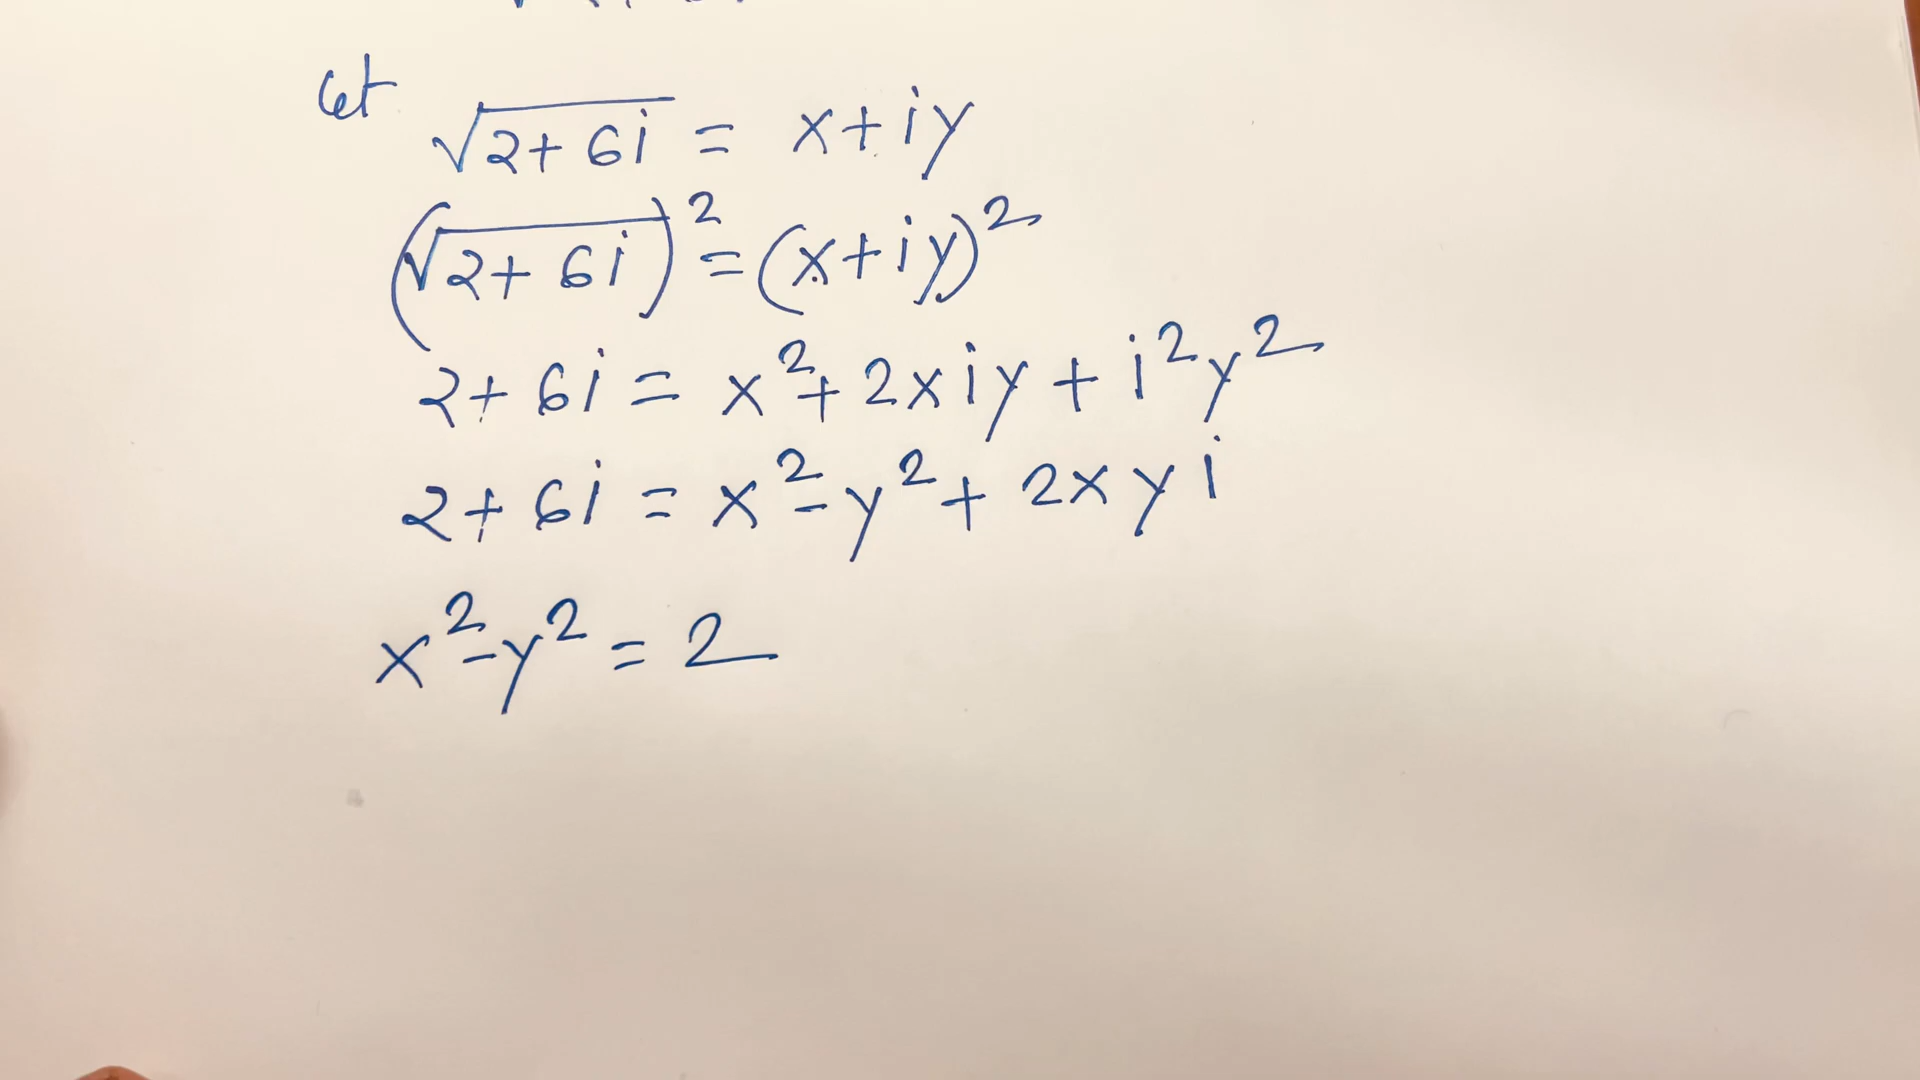 let √(2+6i) = x+iy
(√(2+6i))² = (x+iy)²
2+6i = x²+2xiy+i²y²
2+6i = x²-y²+2xyi
x²-y² = 2